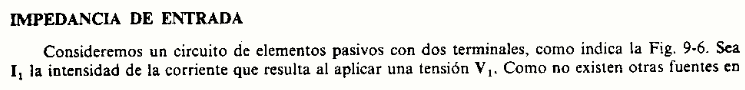 IMPEDANCIA DE ENTRADA
Consideremos un circuito de elementos pasivos con dos terminales, como indica la Fig. 9-6. Sea
I₁ la intensidad de la corriente que resulta al aplicar una tensión V₁. Como no existen otras fuentes en